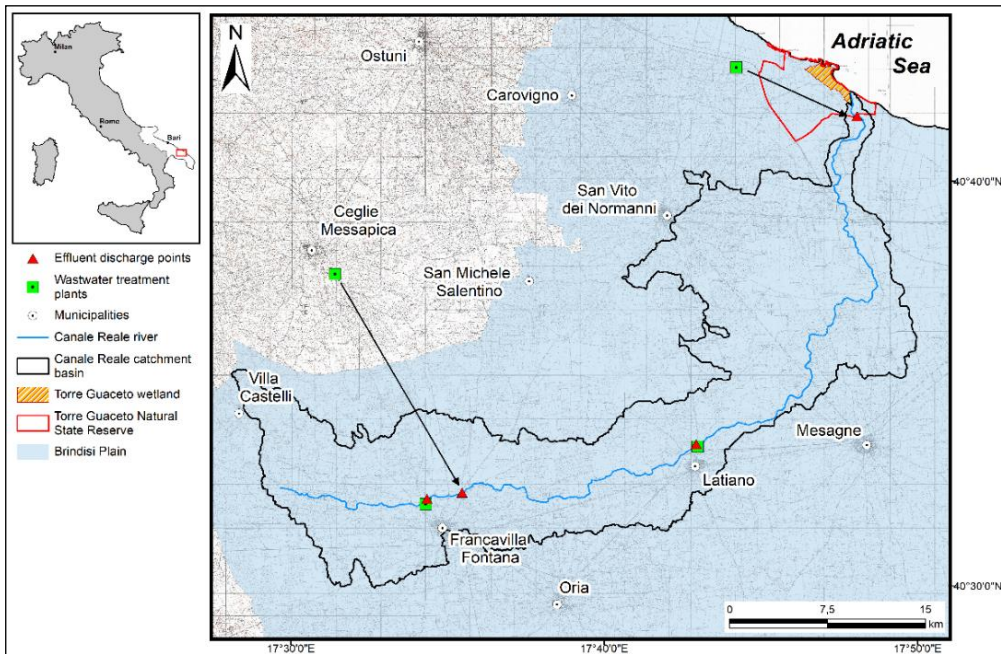 Milan
Rome
Bari
N
Ostuni
Adriatic
Sea
Carovigno
San Vito
dei Normanni
40°40'0"N
Ceglie
Messapica
San Michele
Salentino
Villa
Castelli
Mesagne
Latiano
Francavilla
Fontana
Oria
40°30'0"N
0
7,5
15
km
17°30'0"E
17°40'0"E
17°50'0"E
Effluent discharge points
Wastwater treatment
plants
Municipalities
Canale Reale river
Canale Reale catchment
basin
Torre Guaceto wetland
Torre Guaceto Natural
State Reserve
Brindisi Plain